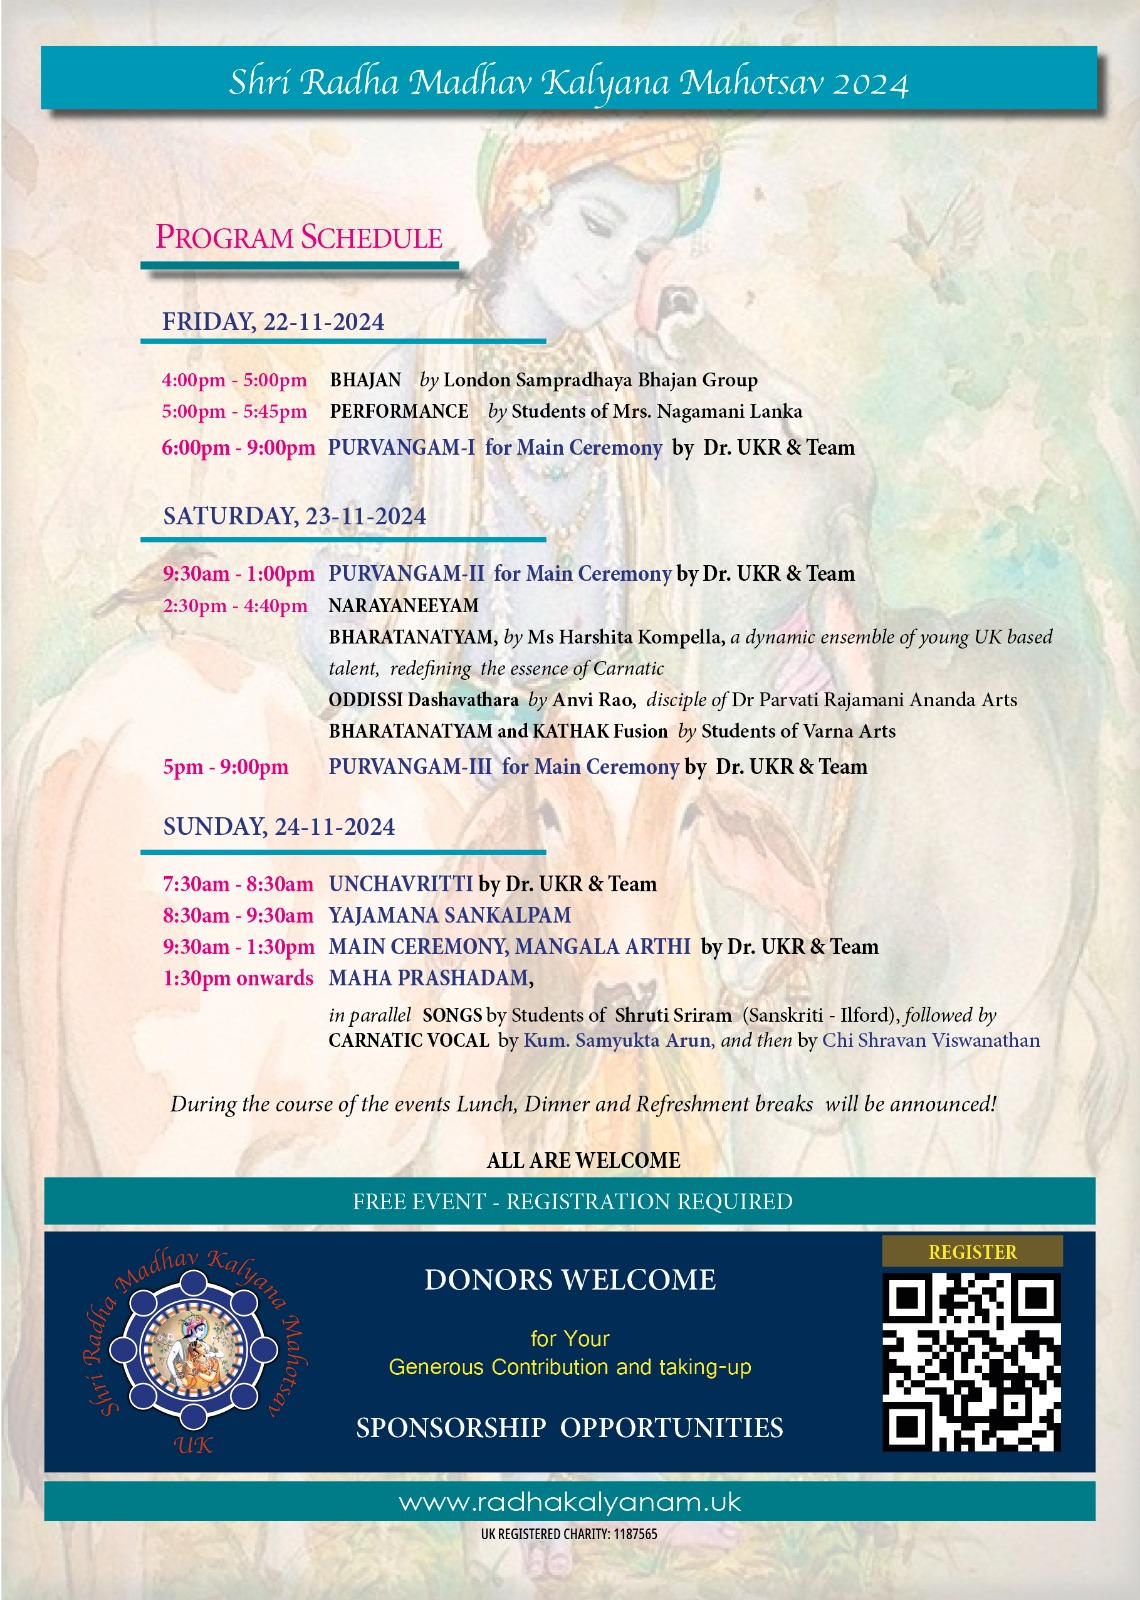 Shri Radha Madhav Kalyana Mahotsav 2024
PROGRAM SCHEDULE
FRIDAY, 22-11-2024
4:00pm - 5:00pm BHAJAN by London Sampradhaya Bhajan Group
5:00pm - 5:45pm PERFORMANCE by Students of Mrs. Nagamani Lanka
6:00pm - 9:00pm PURVANGAM-I for Main Ceremony by Dr. UKR & Team
SATURDAY, 23-11-2024
9:30am - 1:00pm PURVANGAM-II for Main Ceremony by Dr. UKR & Team
2:30pm - 4:40pm NARAYANEEYAM
BHARATANATYAM, by Ms Harshita Kompella, a dynamic ensemble of young UK based
talent, redefining the essence of Carnatic
ODDISSI Dashavathara by Anvi Rao, disciple of Dr Parvati Rajamani Ananda Arts
BHARATANATYAM and KATHAK Fusion by Students of Varna Arts
5pm - 9:00pm PURVANGAM-III for Main Ceremony by Dr. UKR & Team
SUNDAY, 24-11-2024
7:30am - 8:30am UNCHAVRITTI by Dr. UKR & Team
8:30am - 9:30am YAJAMANA SANKALPAM
9:30am - 1:30pm MAIN CEREMONY, MANGALA ARTHI by Dr. UKR & Team
1:30pm onwards MAHA PRASHADAM,
in parallel SONGS by Students of Shruti Sriram (Sanskriti - Ilford), followed by
CARNATIC VOCAL by Kum. Samyukta Arun, and then by Chi Shravan Viswanathan
During the course of the events Lunch, Dinner and Refreshment breaks will be announced!
ALL ARE WELCOME
FREE EVENT - REGISTRATION REQUIRED
Shri Radha Madhav Kalyana Mahotsav
UK
DONORS WELCOME
for Your
Generous Contribution and taking-up
SPONSORSHIP OPPORTUNITIES
REGISTER
www.radhakalyanam.uk
UK REGISTERED CHARITY: 1187565